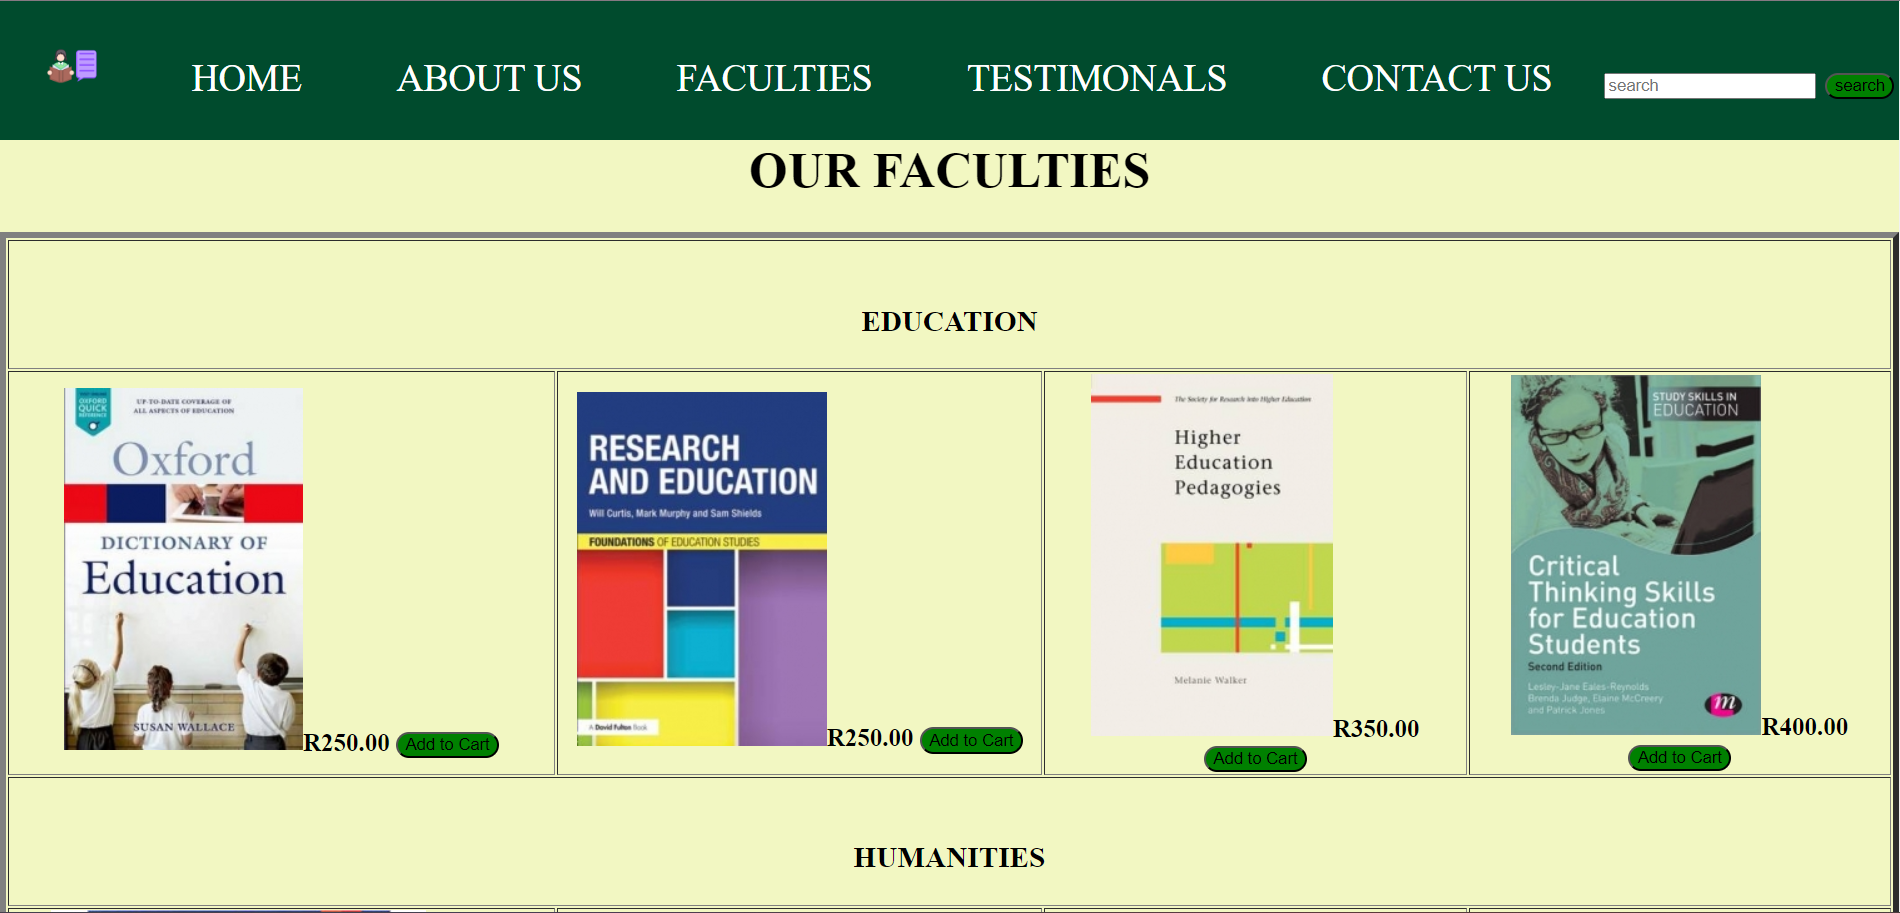 HOME ABOUT US FACULTIES TESTIMONALS CONTACT US search search
OUR FACULTIES
EDUCATION
OXFORD
QUICK
REFERENCE
UP-TO-DATE COVERAGE OF
ALL ASPECTS OF EDUCATION
Oxford
DICTIONARY OF
Education
SUSAN WALLACE
R250.00 Add to Cart
RESEARCH
AND EDUCATION
Will Curtis, Mark Murphy and Sam Shields
FOUNDATIONS OF EDUCATION STUDIES
A David Fulton Book
R250.00 Add to Cart
The Society for Research into Higher Education
Higher
Education
Pedagogies
Melanie Walker
R350.00
Add to Cart
STUDY SKILLS IN
EDUCATION
Critical
Thinking Skills
for Education
Students
Second Edition
Lesley-Jane Eales-Reynolds
Brenda Judge, Elaine McCreery
and Patrick Jones
m
R400.00
Add to Cart
HUMANITIES